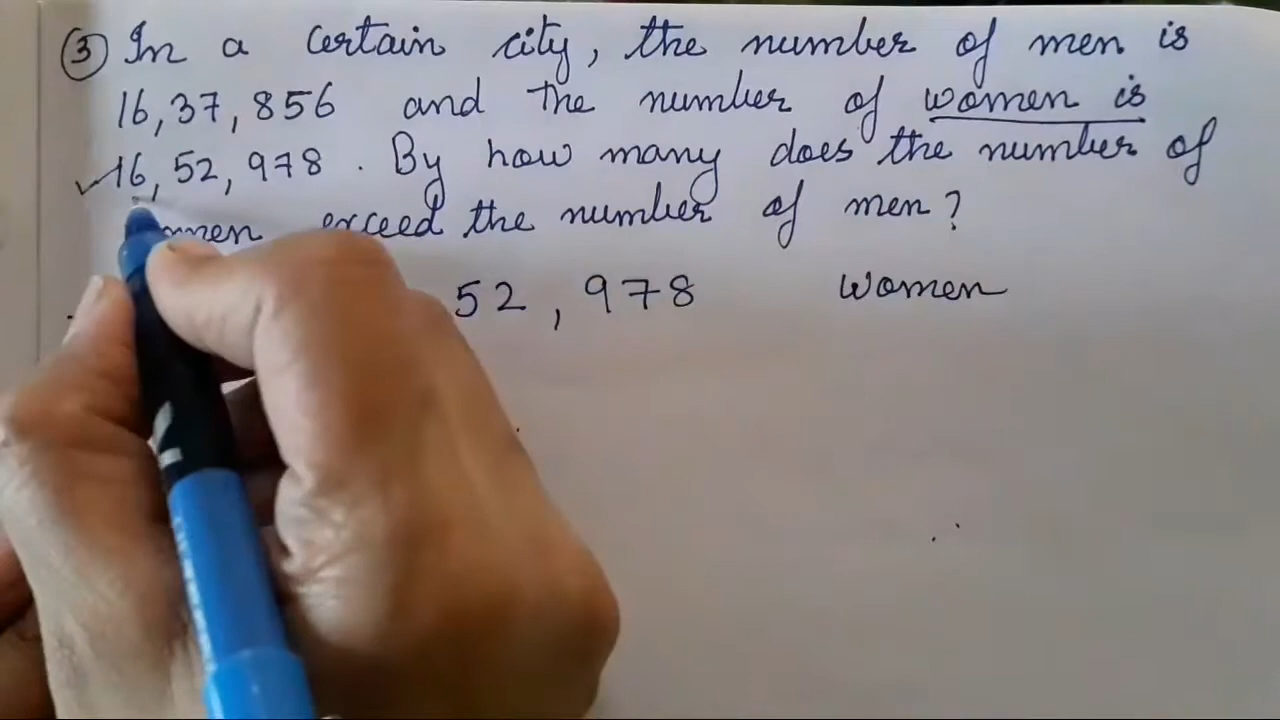 ③ In a certain city, the number of men is
16,37,856 and the number of women is
16,52,978. By how many does the number of
exceed the number of men?
52,978 women